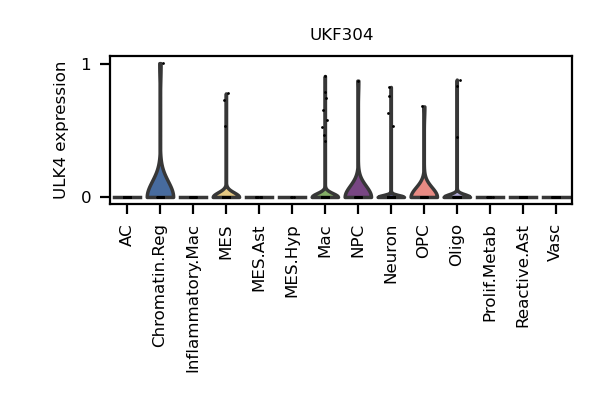 UKF304
ULK4 expression
1
0
AC
Chromatin.Reg
Inflammatory.Mac
MES
MES.Ast
MES.Hyp
Mac
NPC
Neuron
OPC
Oligo
Prolif.Metab
Reactive.Ast
Vasc